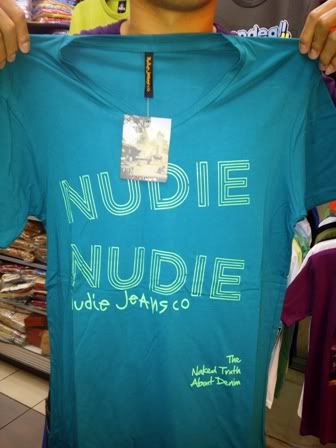 NUDIE
NUDIE
nudie JeAns co
The
Naked Truth
About Denim